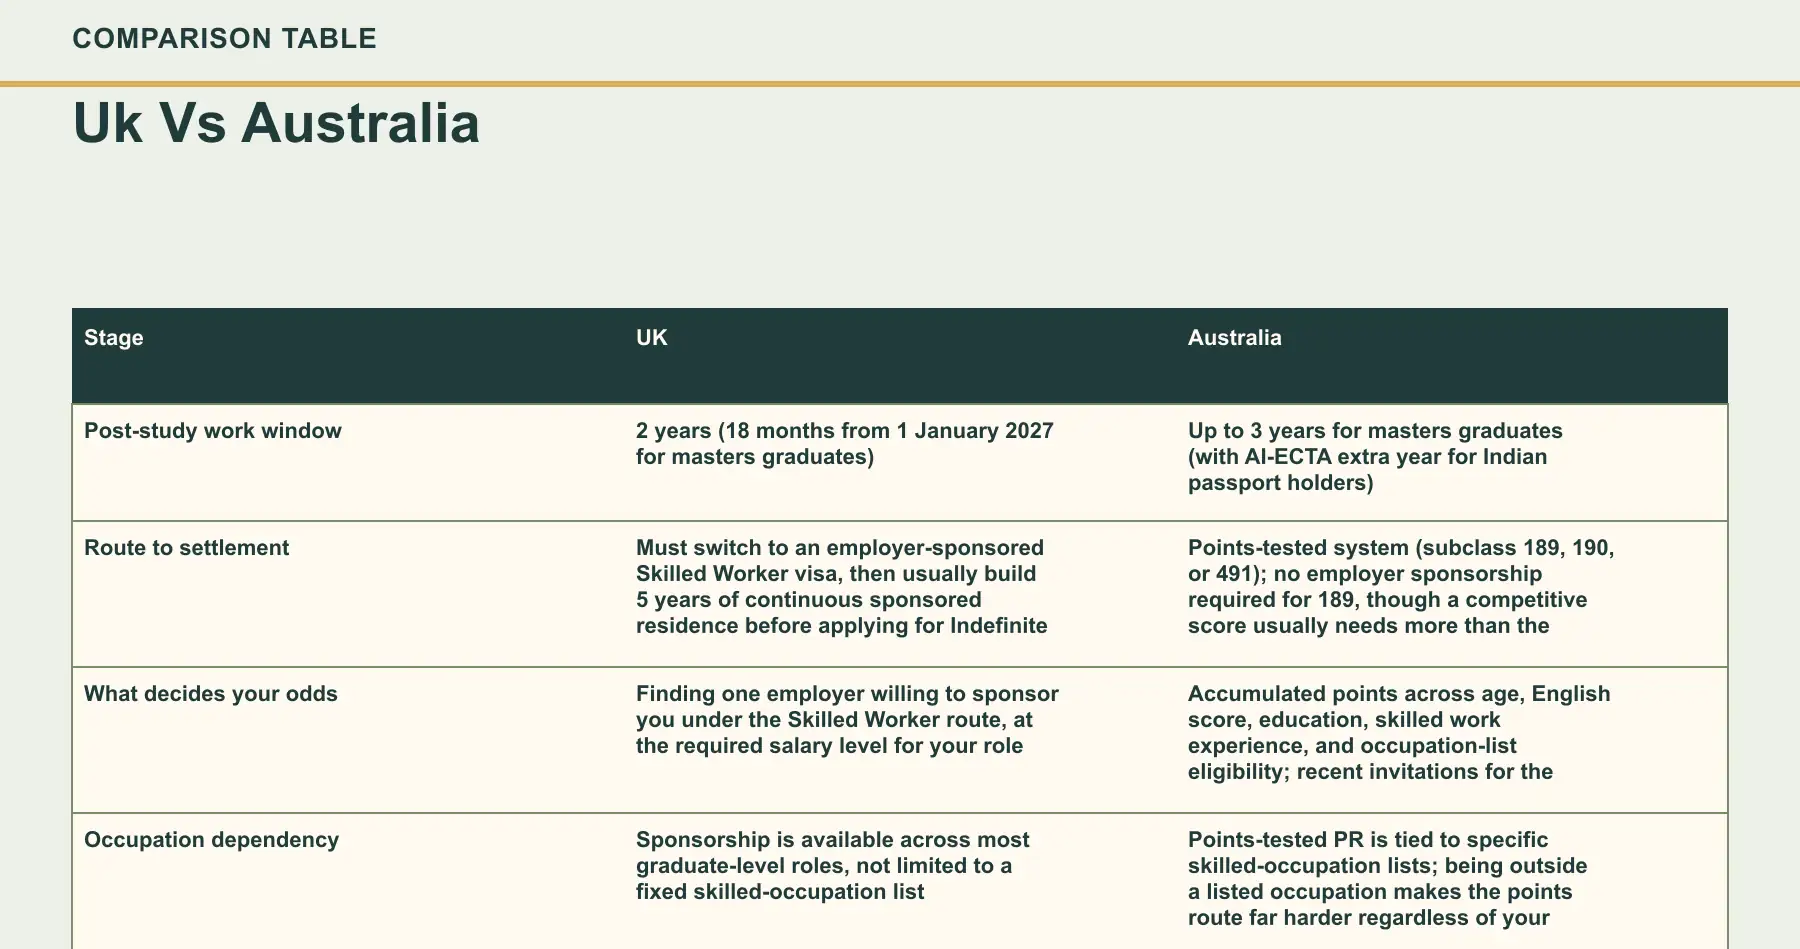 COMPARISON TABLE
Uk Vs Australia
Stage
UK
Australia
Post-study work window
2 years (18 months from 1 January 2027
for masters graduates)
Up to 3 years for masters graduates
(with AI-ECTA extra year for Indian
passport holders)
Route to settlement
Must switch to an employer-sponsored
Skilled Worker visa, then usually build
5 years of continuous sponsored
residence before applying for Indefinite
Points-tested system (subclass 189, 190,
or 491); no employer sponsorship
required for 189, though a competitive
score usually needs more than the
What decides your odds
Finding one employer willing to sponsor
you under the Skilled Worker route, at
the required salary level for your role
Accumulated points across age, English
score, education, skilled work
experience, and occupation-list
eligibility; recent invitations for the
Occupation dependency
Sponsorship is available across most
graduate-level roles, not limited to a
fixed skilled-occupation list
Points-tested PR is tied to specific
skilled-occupation lists; being outside
a listed occupation makes the points
route far harder regardless of your